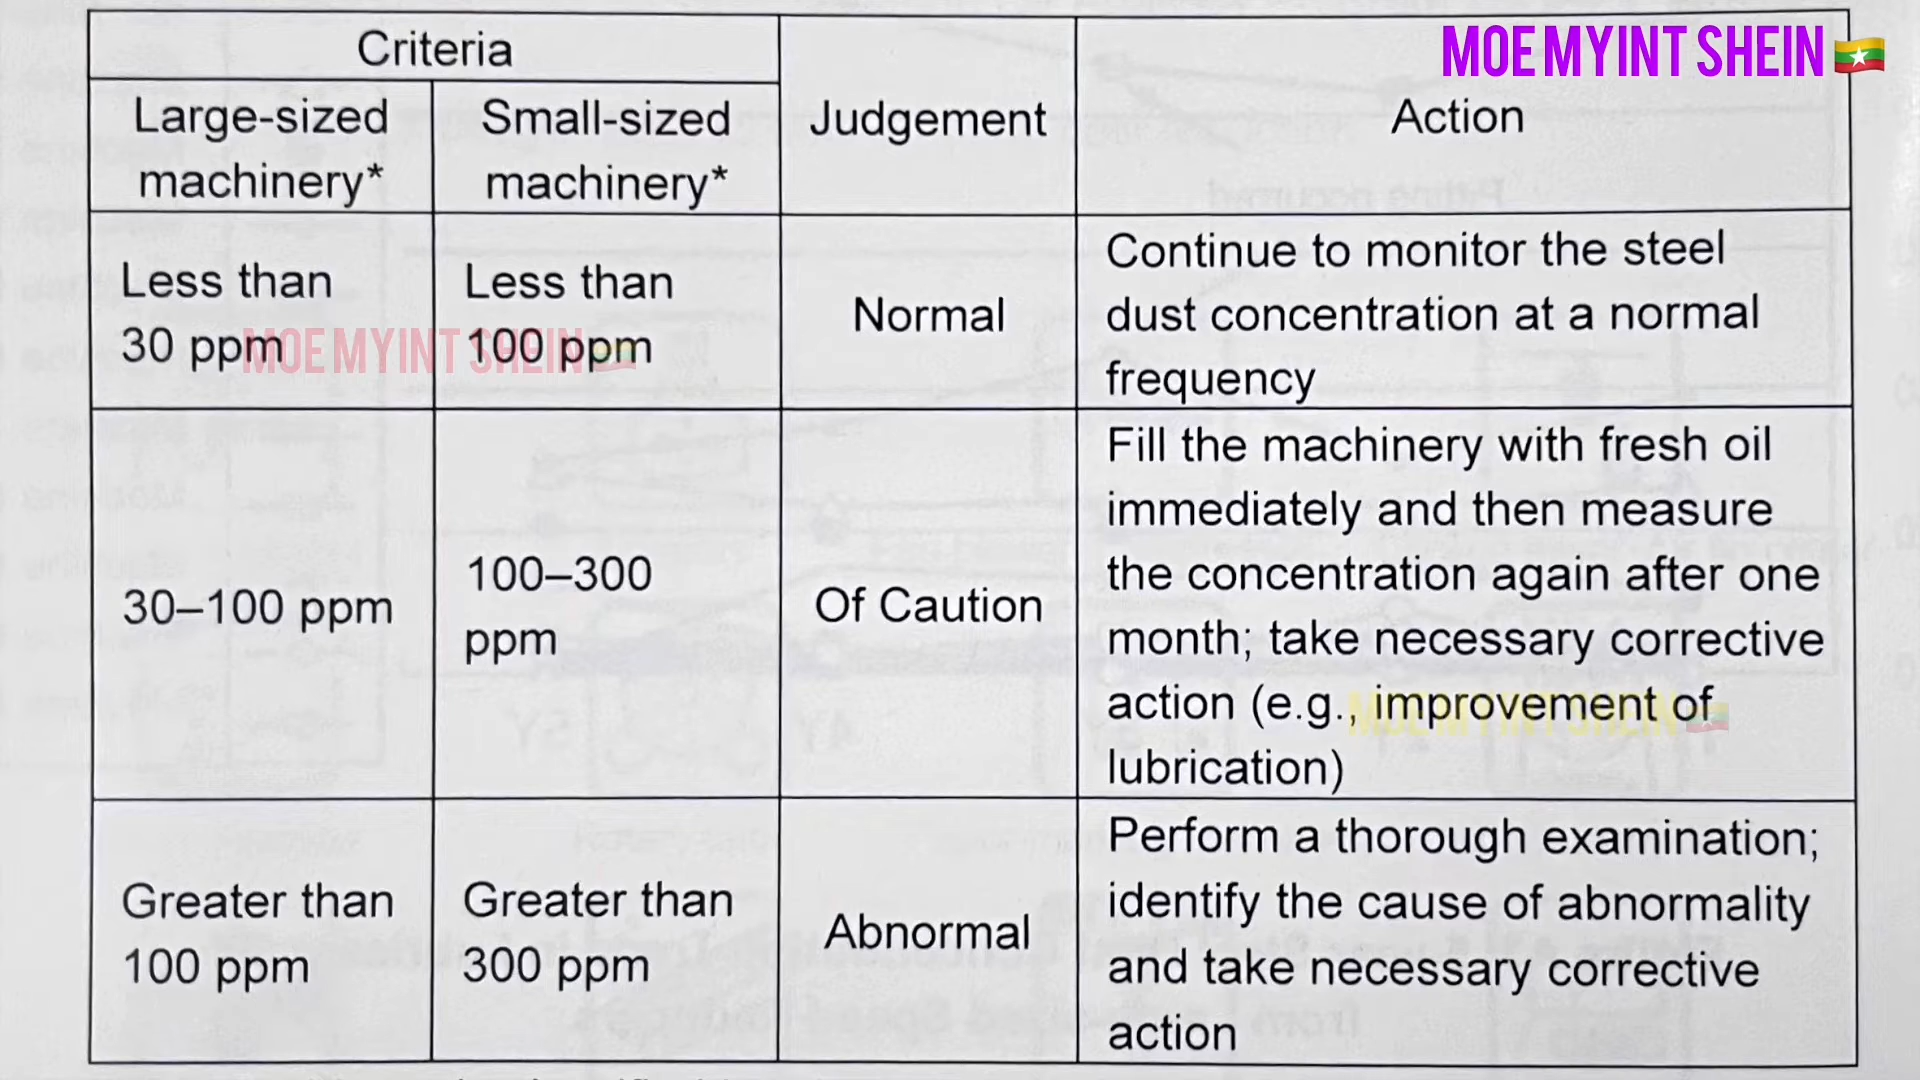 MOE MYINT SHEIN
Criteria
Judgement
Action
Large-sized
machinery*
Small-sized
machinery*
Less than
30 ppm
Less than
100 ppm
Normal
Continue to monitor the steel
dust concentration at a normal
frequency
MOE MYINT SHEIN
30–100 ppm
100–300
ppm
Of Caution
Fill the machinery with fresh oil
immediately and then measure
the concentration again after one
month; take necessary corrective
action (e.g., improvement of
lubrication)
MOE MYINT SHEIN
Greater than
100 ppm
Greater than
300 ppm
Abnormal
Perform a thorough examination;
identify the cause of abnormality
and take necessary corrective
action